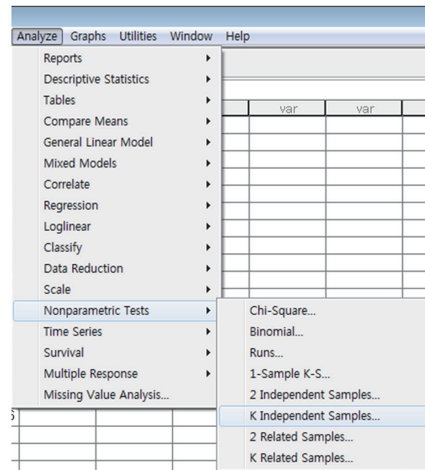 Analyze Graphs Utilities Window Help
Reports
Descriptive Statistics
Tables
var var
Compare Means
General Linear Model
Mixed Models
Correlate
Regression
Loglinear
Classify
Data Reduction
Scale
Nonparametric Tests
Time Series
Survival
Multiple Response
Missing Value Analysis...
Chi-Square...
Binomial...
Runs...
1-Sample K-S...
2 Independent Samples...
K Independent Samples...
2 Related Samples...
K Related Samples...